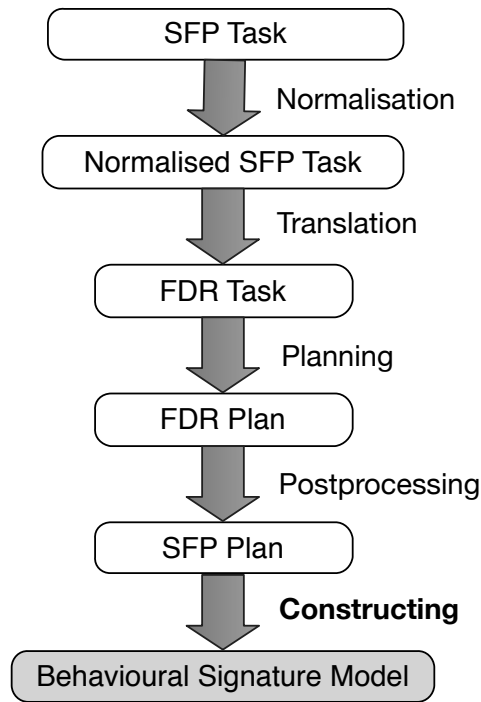 SFP Task
Normalisation
Normalised SFP Task
Translation
FDR Task
Planning
FDR Plan
Postprocessing
SFP Plan
Constructing
Behavioural Signature Model